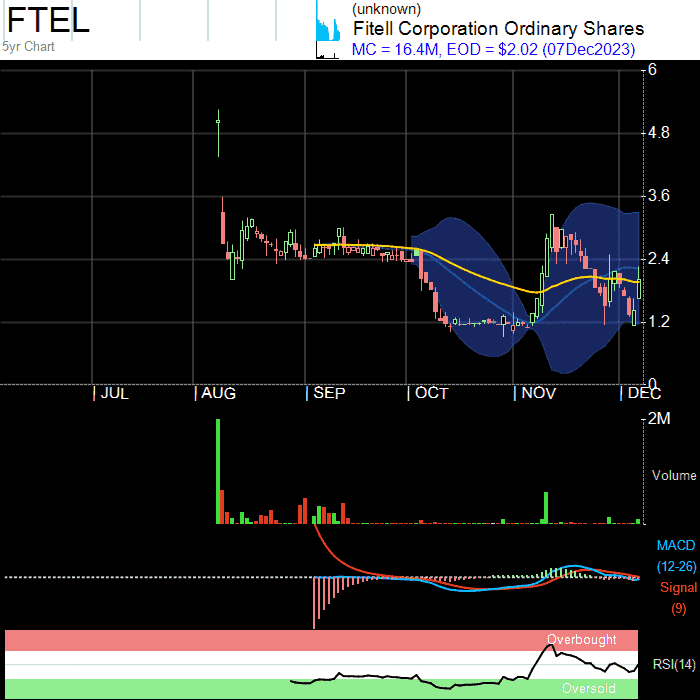 FTEL
5yr Chart
(unknown)
Fitell Corporation Ordinary Shares
MC = 16.4M, EOD = $2.02 (07Dec2023)
6
4.8
3.6
2.4
1.2
0
JUL AUG SEP OCT NOV DEC
2M
Volume
MACD
(12-26)
Signal
(9)
Overbought
RSI(14)
Oversold